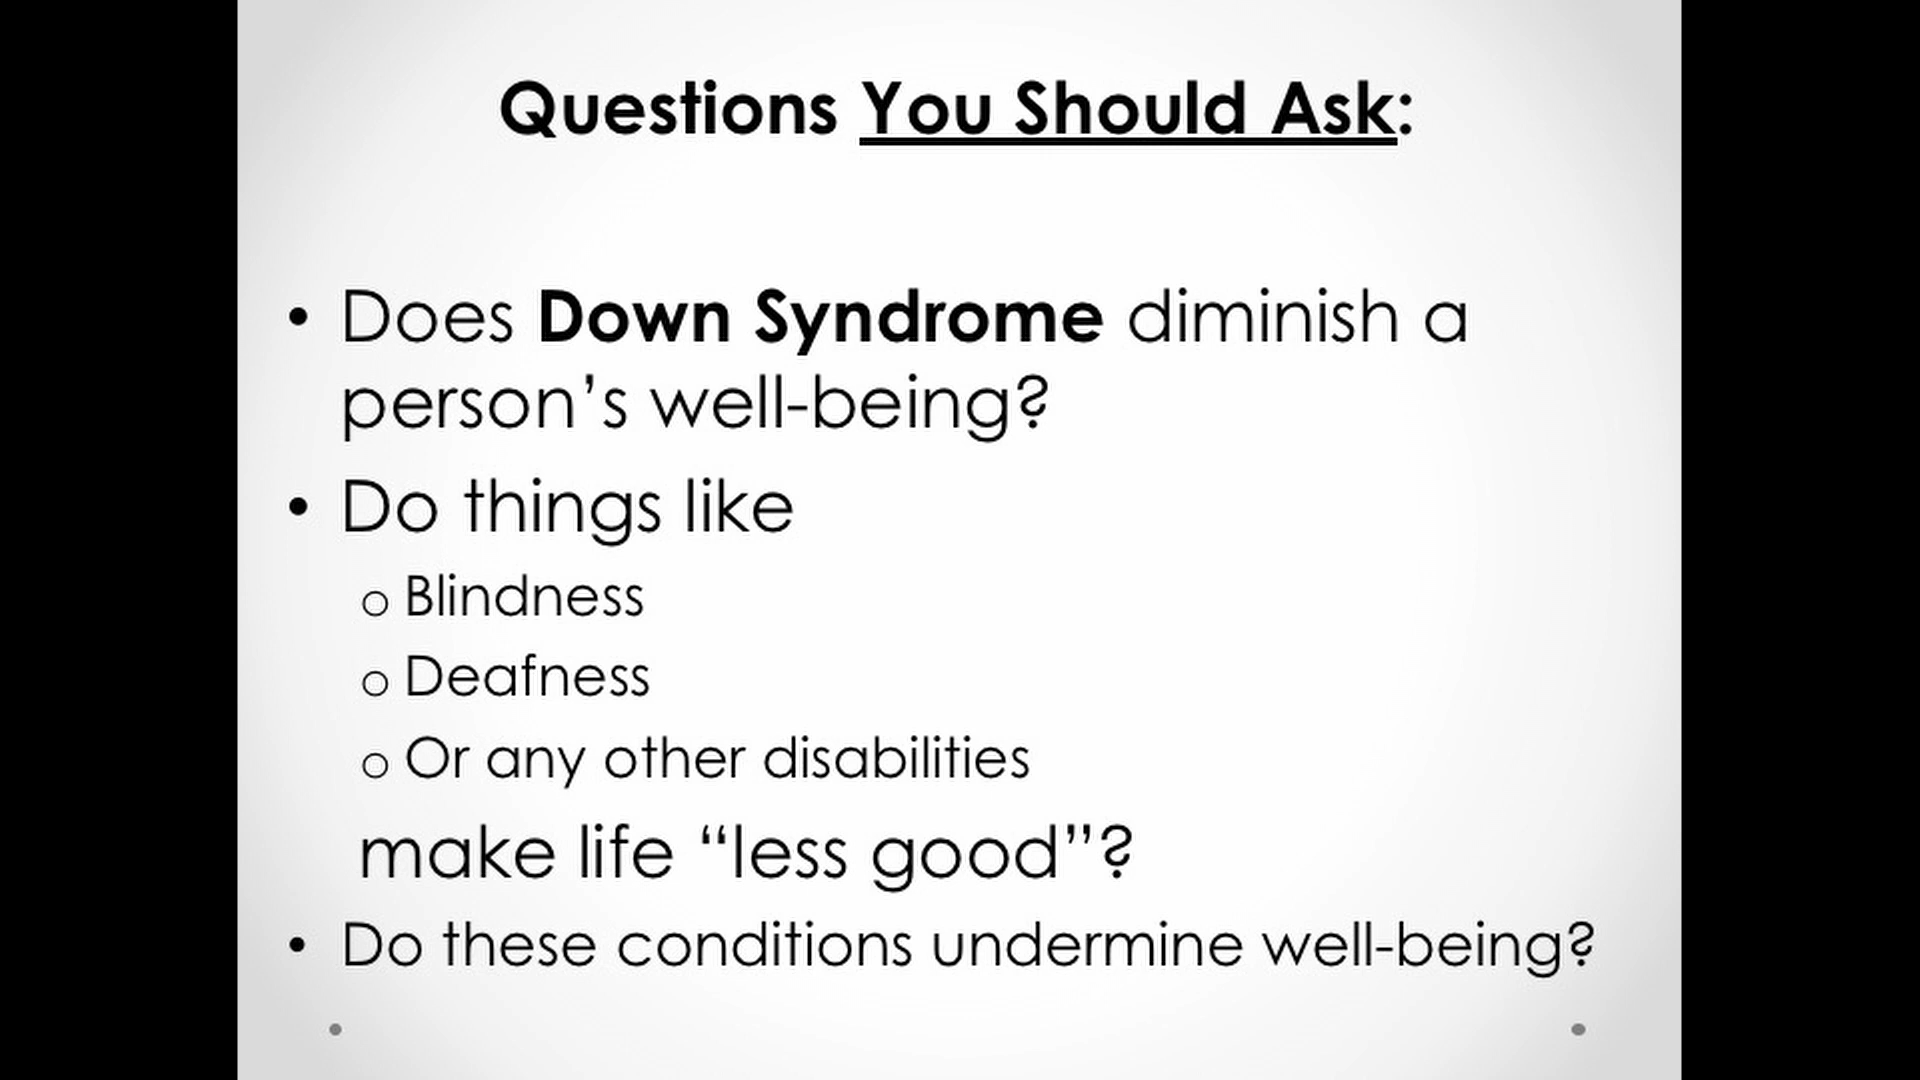 Questions You Should Ask:
• Does Down Syndrome diminish a
person’s well-being?
• Do things like
o Blindness
o Deafness
o Or any other disabilities
make life “less good”?
• Do these conditions undermine well-being?